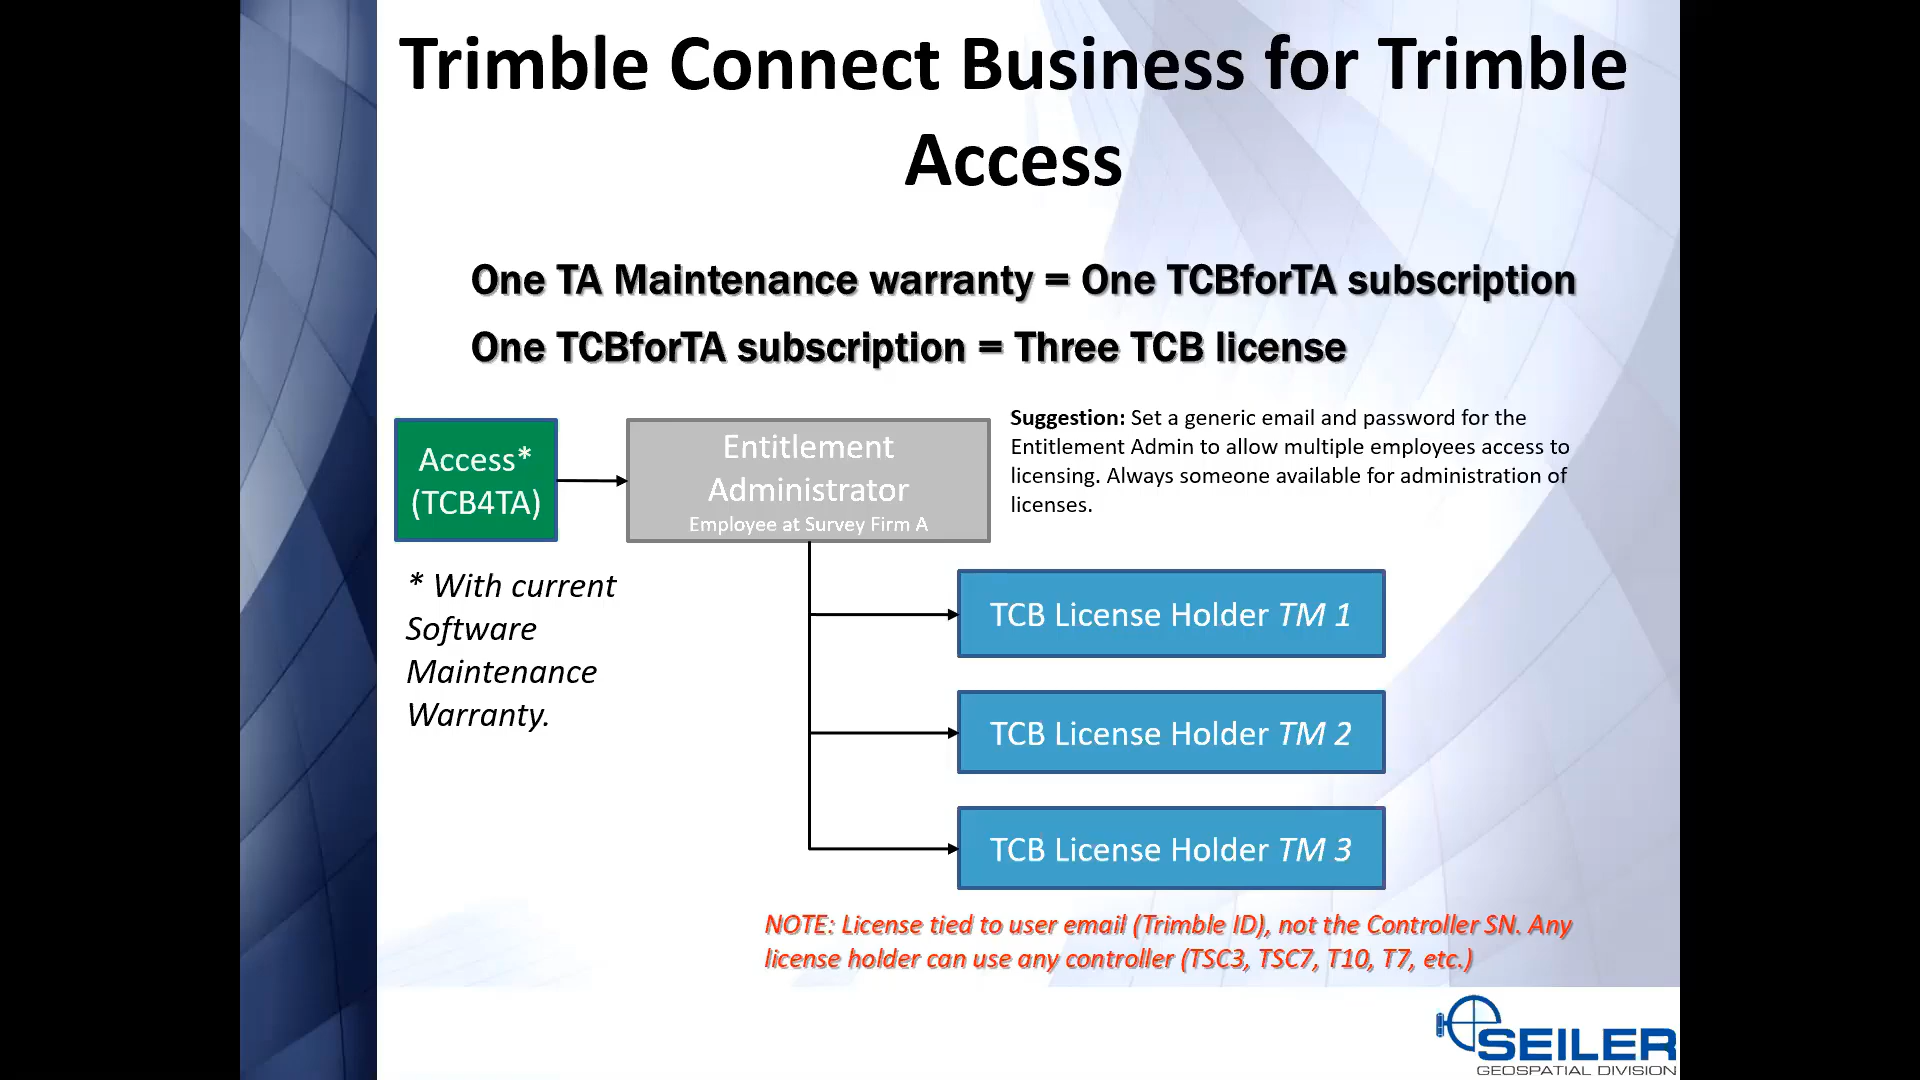 Trimble Connect Business for Trimble
Access
One TA Maintenance warranty = One TCBforTA subscription
One TCBforTA subscription = Three TCB license
Access*
(TCB4TA)
Entitlement
Administrator
Employee at Survey Firm A
Suggestion: Set a generic email and password for the
Entitlement Admin to allow multiple employees access to
licensing. Always someone available for administration of
licenses.
* With current
Software
Maintenance
Warranty.
TCB License Holder TM 1
TCB License Holder TM 2
TCB License Holder TM 3
NOTE: License tied to user email (Trimble ID), not the Controller SN. Any
license holder can use any controller (TSC3, TSC7, T10, T7, etc.)
SEILER
GEOSPATIAL DIVISION